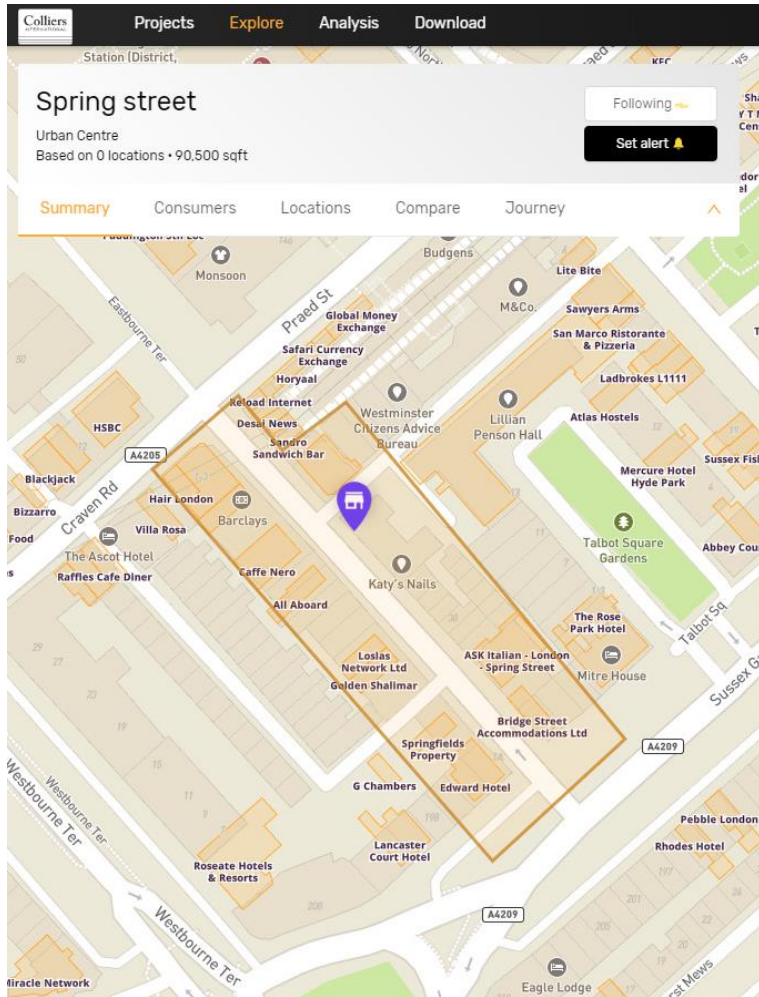 Colliers
INTERNATIONAL
Projects
Explore
Analysis
Download
Station (District,
KFC
Spring street
Following
Urban Centre
Based on 0 locations • 90,500 sqft
Set alert
Summary
Consumers
Locations
Compare
Journey
Monsoon
Budgens
Lite Bite
M&Co.
Sawyers Arms
Praed St
Global Money
Exchange
San Marco Ristorante
& Pizzeria
Eastbourne Ter
Safari Currency
Exchange
Horyaal
Ladbrokes L1111
Reload Internet
Westminster
Citizens Advice
Bureau
Lillian
Penson Hall
Atlas Hostels
HSBC
Desai News
Sandro
Sandwich Bar
A4205
Mercure Hotel
Hyde Park
Sussex Fis
Blackjack
Craven Rd
Hair London
Barclays
Bizzarro
Villa Rosa
Food
The Ascot Hotel
Talbot Square
Gardens
Abbey Cou
Raffles Cafe Diner
Caffe Nero
Katy's Nails
All Aboard
The Rose
Park Hotel
Talbot Sq
Loslas
Network Ltd
ASK Italian - London
- Spring Street
Mitre House
Golden Shalimar
Sussex G
Bridge Street
Accommodations Ltd
Springfields
Property
A4209
G Chambers
Edward Hotel
Westbourne Ter
Westbourne Ter
Pebble London
Lancaster
Court Hotel
Rhodes Hotel
Roseate Hotels
& Resorts
Westbourne Ter
A4209
Miracle Network
Eagle Lodge
st Mews